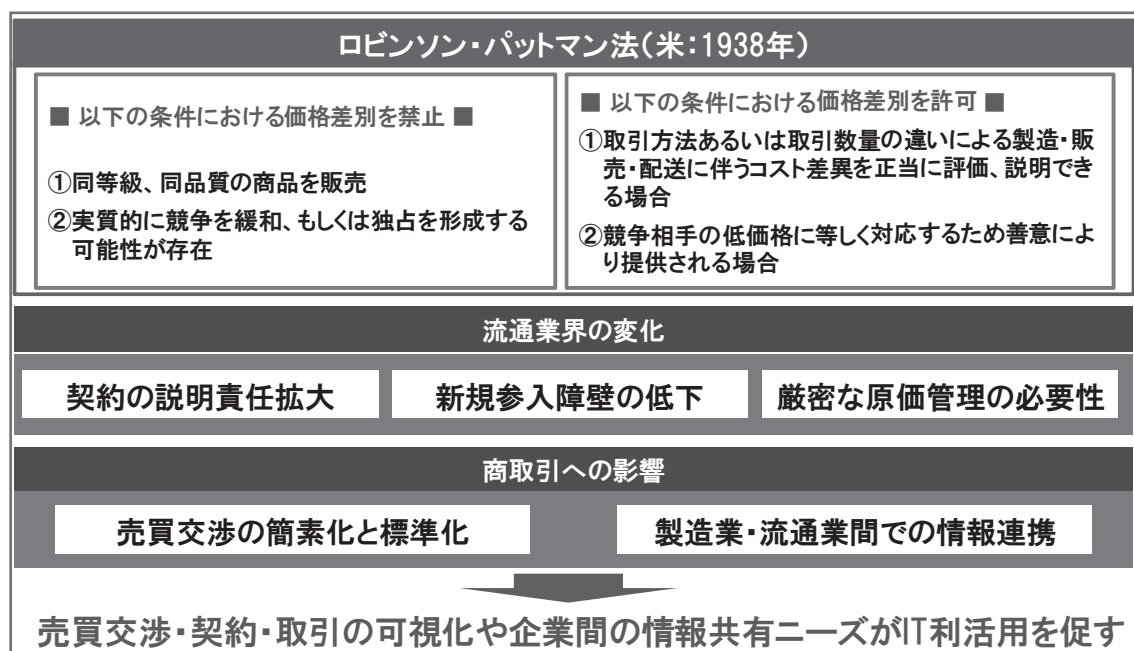 ロビンソン・パットマン法（米：1938年）
■ 以下の条件における価格差別を禁止 ■
①同等級、同品質の商品を販売
②実質的に競争を緩和、もしくは独占を形成する
可能性が存在
■ 以下の条件における価格差別を許可 ■
①取引方法あるいは取引数量の違いによる製造・販
売・配送に伴うコスト差異を正当に評価、説明でき
る場合
②競争相手の低価格に等しく対応するため善意によ
り提供される場合
流通業界の変化
契約の説明責任拡大
新規参入障壁の低下
厳密な原価管理の必要性
商取引への影響
売買交渉の簡素化と標準化
製造業・流通業間での情報連携
売買交渉・契約・取引の可視化や企業間の情報共有ニーズがIT利活用を促す